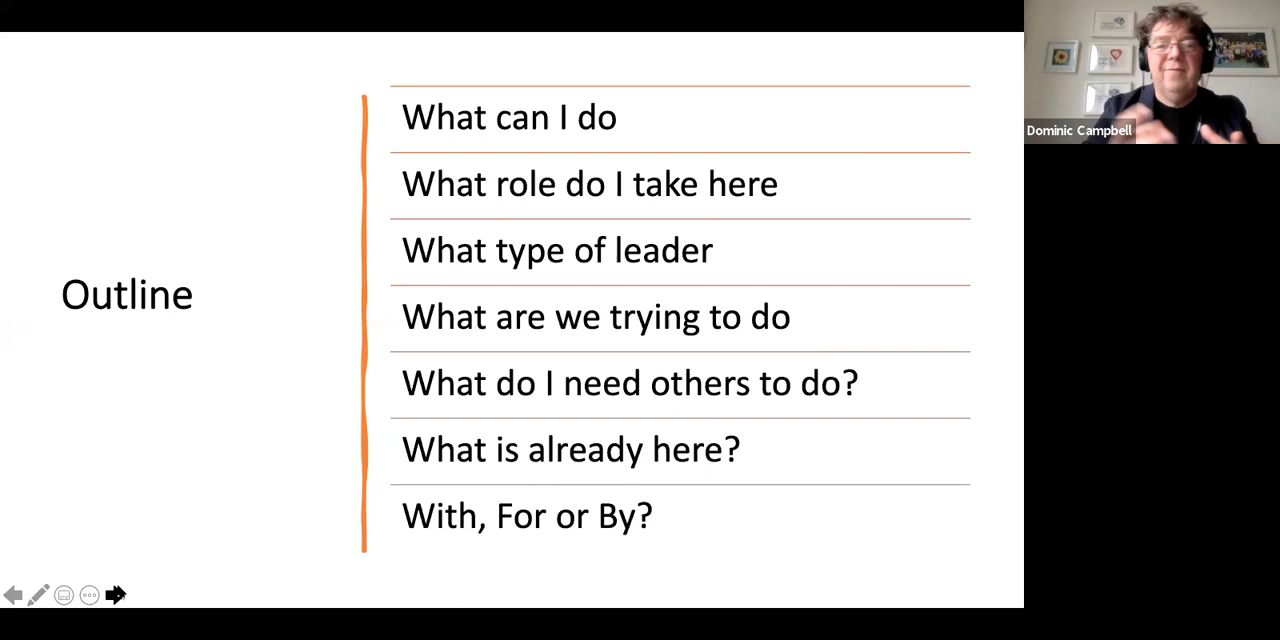 Outline
What can I do
What role do I take here
What type of leader
What are we trying to do
What do I need others to do?
What is already here?
With, For or By?
Dominic Campbell